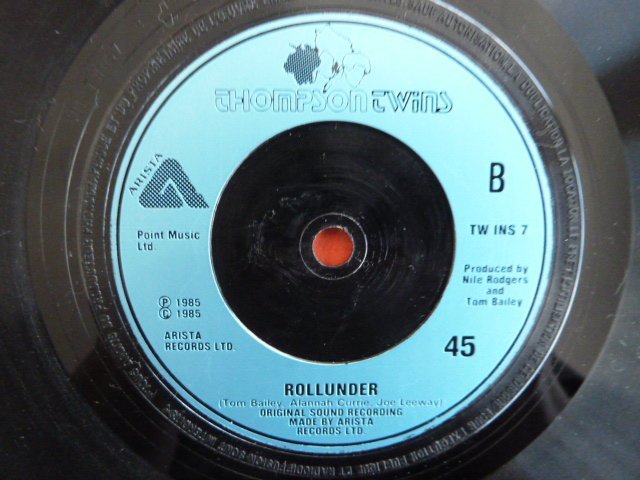 THOMPSON TWINS
ARISTA
B
Point Music
Ltd.
TW INS 7
Produced by
Nile Rodgers
and
Tom Bailey
℗ 1985
© 1985
ARISTA
RECORDS LTD.
45
ROLLUNDER
(Tom Bailey, Alannah Currie, Joe Leeway)
ORIGINAL SOUND RECORDING
MADE BY ARISTA
RECORDS LTD.